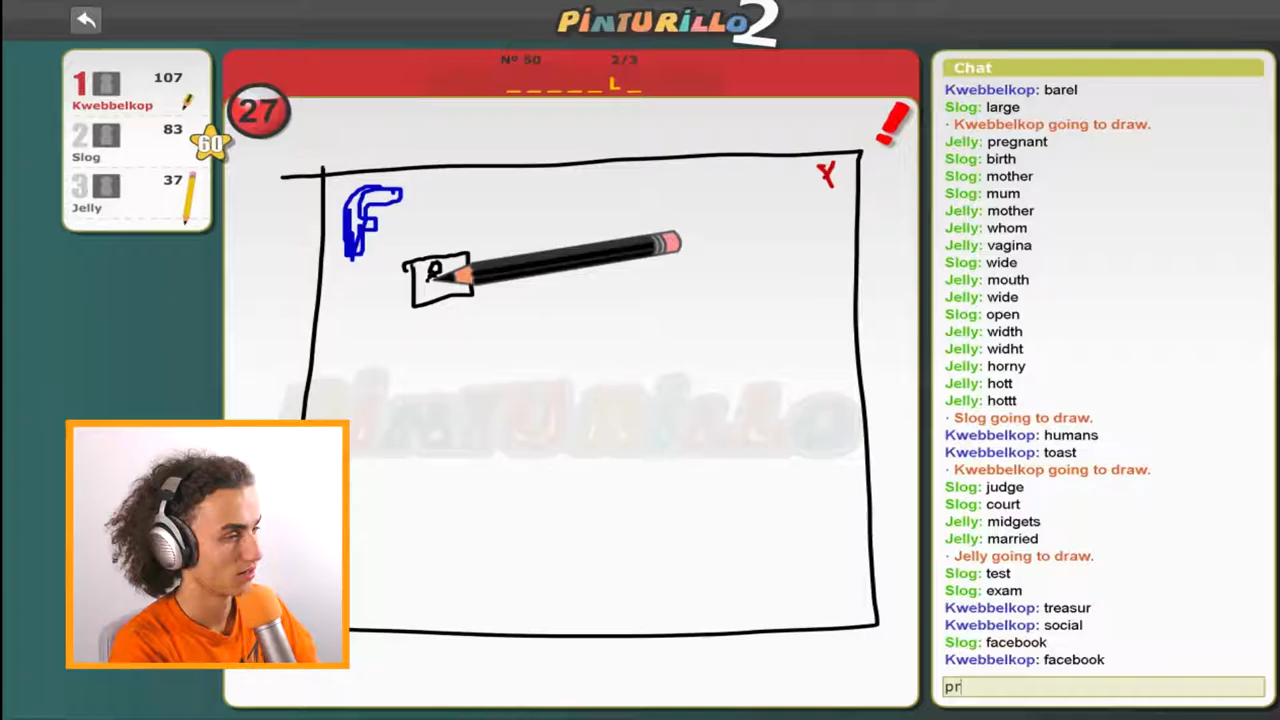 PINTURILLO 2
Nº 50 2/3
_ _ _ _ _ L _
27
1 107
Kwebbelkop
2 83
60
Slog
3 37
Jelly
F
X
Chat
Kwebbelkop: barel
Slog: large
· Kwebbelkop going to draw.
Jelly: pregnant
Slog: birth
Slog: mother
Slog: mum
Jelly: mother
Jelly: whom
Jelly: vagina
Slog: wide
Jelly: mouth
Jelly: wide
Slog: open
Jelly: width
Jelly: widht
Jelly: horny
Jelly: hott
Jelly: hottt
· Slog going to draw.
Kwebbelkop: humans
Kwebbelkop: toast
· Kwebbelkop going to draw.
Slog: judge
Slog: court
Jelly: midgets
Jelly: married
· Jelly going to draw.
Slog: test
Slog: exam
Kwebbelkop: treasur
Kwebbelkop: social
Slog: facebook
Kwebbelkop: facebook
pr